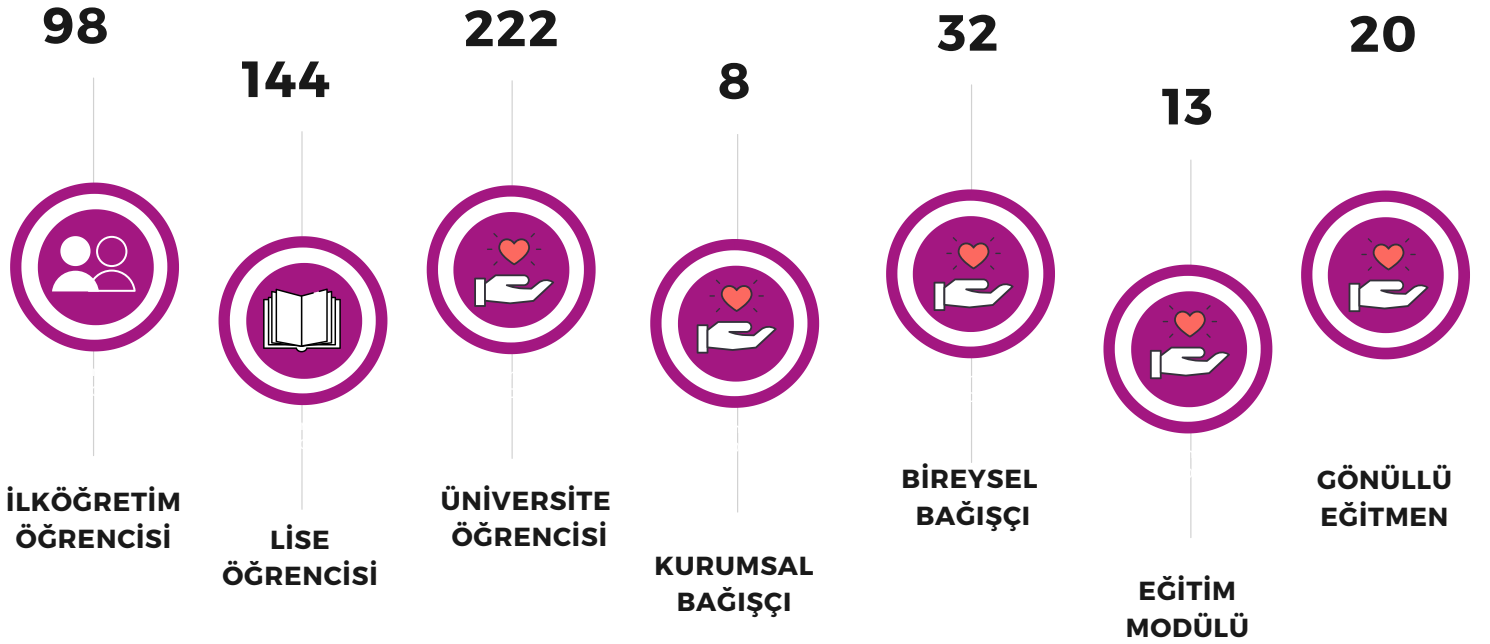 98
İLKÖĞRETİM
ÖĞRENCİSİ
144
LİSE
ÖĞRENCİSİ
222
ÜNİVERSİTE
ÖĞRENCİSİ
8
KURUMSAL
BAĞIŞÇI
32
BİREYSEL
BAĞIŞÇI
13
EĞİTİM
MODÜLÜ
20
GÖNÜLLÜ
EĞİTMEN